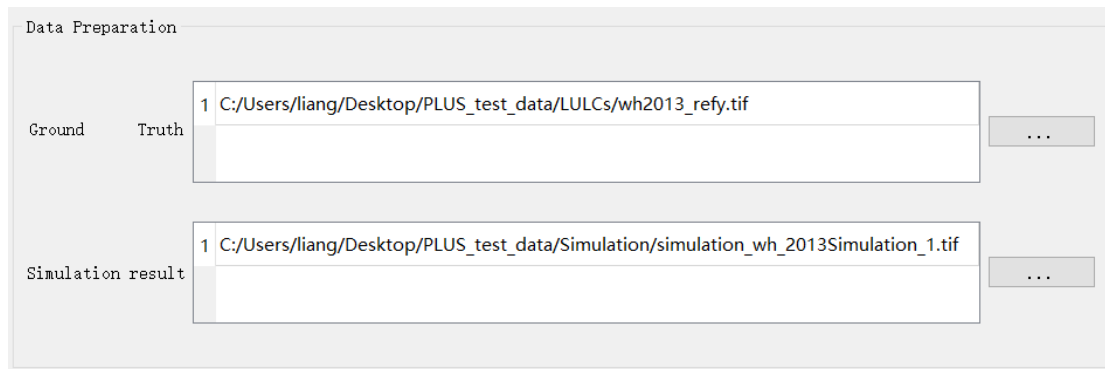 Data Preparation
1 C:/Users/liang/Desktop/PLUS_test_data/LULCs/wh2013_refy.tif
Ground Truth
...
1 C:/Users/liang/Desktop/PLUS_test_data/Simulation/simulation_wh_2013Simulation_1.tif
Simulation result
...